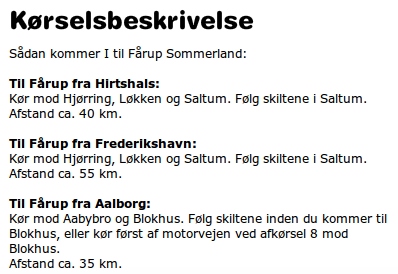 Kørselsbeskrivelse
Sådan kommer I til Fårup Sommerland:
Til Fårup fra Hirtshals:
Kør mod Hjørring, Løkken og Saltum. Følg skiltene i Saltum.
Afstand ca. 40 km.
Til Fårup fra Frederikshavn:
Kør mod Hjørring, Løkken og Saltum. Følg skiltene i Saltum.
Afstand ca. 55 km.
Til Fårup fra Aalborg:
Kør mod Aabybro og Blokhus. Følg skiltene inden du kommer til
Blokhus, eller kør først af motorvejen ved afkørsel 8 mod
Blokhus.
Afstand ca. 35 km.